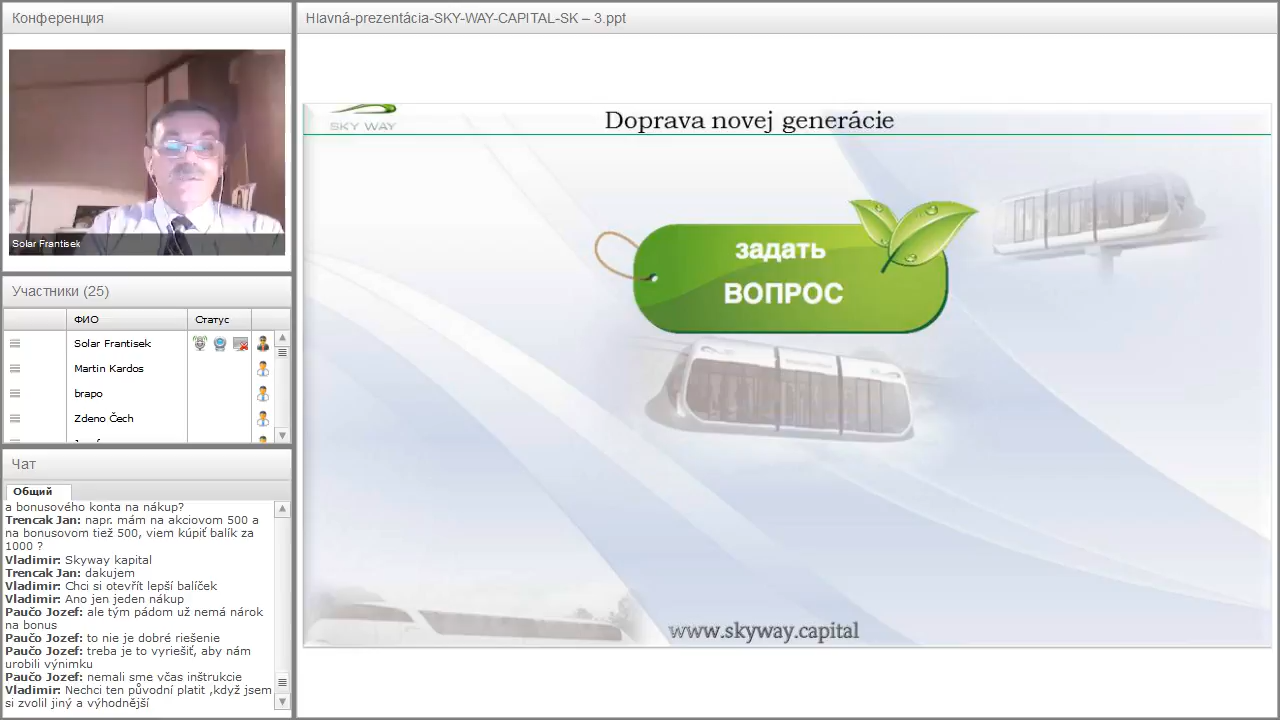 Конференция
Solar Frantisek
Участники (25)
ФИО
Статус
Solar Frantisek
Martin Kardos
brapo
Zdeno Čech
Чат
Общий
a bonusového konta na nákup?
Trencak Jan: napr. mám na akciovom 500 a
na bonusovom tiež 500, viem kúpiť balík za
1000 ?
Vladimir: Skyway kapital
Trencak Jan: dakujem
Vladimir: Chci si otevřít lepší balíček
Vladimir: Ano jen jeden nákup
Paučo Jozef: ale tým pádom už nemá nárok
na bonus
Paučo Jozef: to nie je dobré riešenie
Paučo Jozef: treba je to vyriešiť, aby nám
urobili výnimku
Paučo Jozef: nemali sme včas inštrukcie
Vladimir: Nechci ten původní platit ,když jsem
si zvolil jiný a výhodnější
Hlavná-prezentácia-SKY-WAY-CAPITAL-SK – 3.ppt
SKY WAY
Doprava novej generácie
задать
ВОПРОС
www.skyway.capital